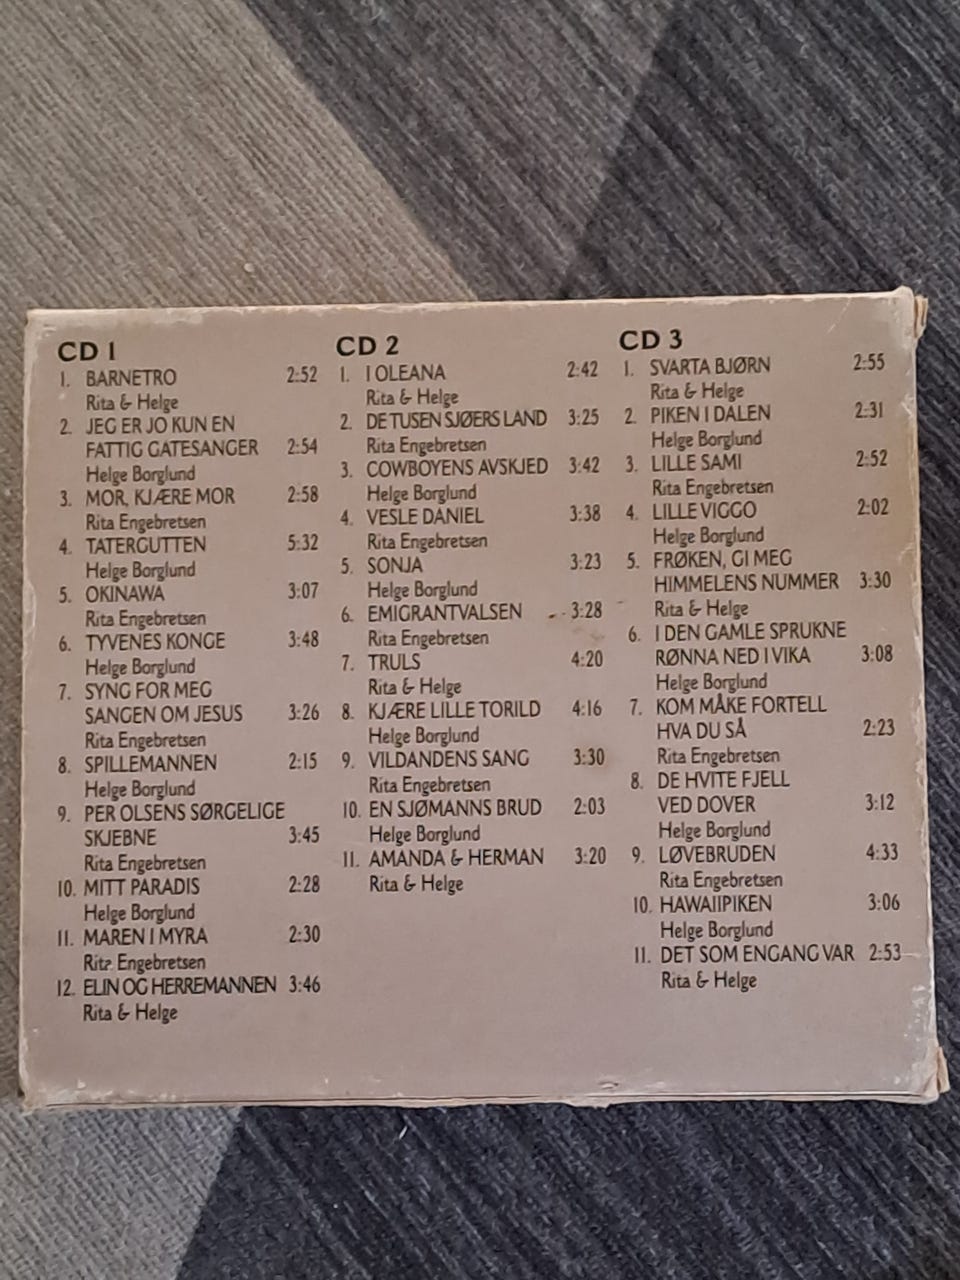 CD 1
1. BARNETRO 2:52
Rita & Helge
2. JEG ER JO KUN EN
FATTIG GATESANGER 2:54
Helge Borglund
3. MOR, KJÆRE MOR 2:58
Rita Engebretsen
4. TATERGUTTEN 5:32
Helge Borglund
5. OKINAWA 3:07
Rita Engebretsen
6. TYVENES KONGE 3:48
Helge Borglund
7. SYNG FOR MEG
SANGEN OM JESUS 3:26
Rita Engebretsen
8. SPILLEMANNEN 2:15
Helge Borglund
9. PER OLSENS SØRGELIGE
SKJEBNE 3:45
Rita Engebretsen
10. MITT PARADIS 2:28
Helge Borglund
11. MAREN I MYRA 2:30
Rita Engebretsen
12. ELIN OG HERREMANNEN 3:46
Rita & Helge
CD 2
1. I OLEANA 2:42
Rita & Helge
2. DE TUSEN SJØERS LAND 3:25
Rita Engebretsen
3. COWBOYENS AVSKJED 3:42
Helge Borglund
4. VESLE DANIEL 3:38
Rita Engebretsen
5. SONJA 3:23
Helge Borglund
6. EMIGRANTVALSEN 3:28
Rita Engebretsen
7. TRULS 4:20
Rita & Helge
8. KJÆRE LILLE TORILD 4:16
Helge Borglund
9. VILDANDENS SANG 3:30
Rita Engebretsen
10. EN SJØMANNS BRUD 2:03
Helge Borglund
11. AMANDA & HERMAN 3:20
Rita & Helge
CD 3
1. SVARTA BJØRN 2:55
Rita & Helge
2. PIKEN I DALEN 2:31
Helge Borglund
3. LILLE SAMI 2:52
Rita Engebretsen
4. LILLE VIGGO 2:02
Helge Borglund
5. FRØKEN, GI MEG
HIMMELENS NUMMER 3:30
Rita & Helge
6. I DEN GAMLE SPRUKNE
RØNNA NED I VIKA 3:08
Helge Borglund
7. KOM MÅKE FORTELL
HVA DU SÅ 2:23
Rita Engebretsen
8. DE HVITE FJELL
VED DOVER 3:12
Helge Borglund
9. LØVEBRUDEN 4:33
Rita Engebretsen
10. HAWAIIPIKEN 3:06
Helge Borglund
11. DET SOM ENGANG VAR 2:53
Rita & Helge